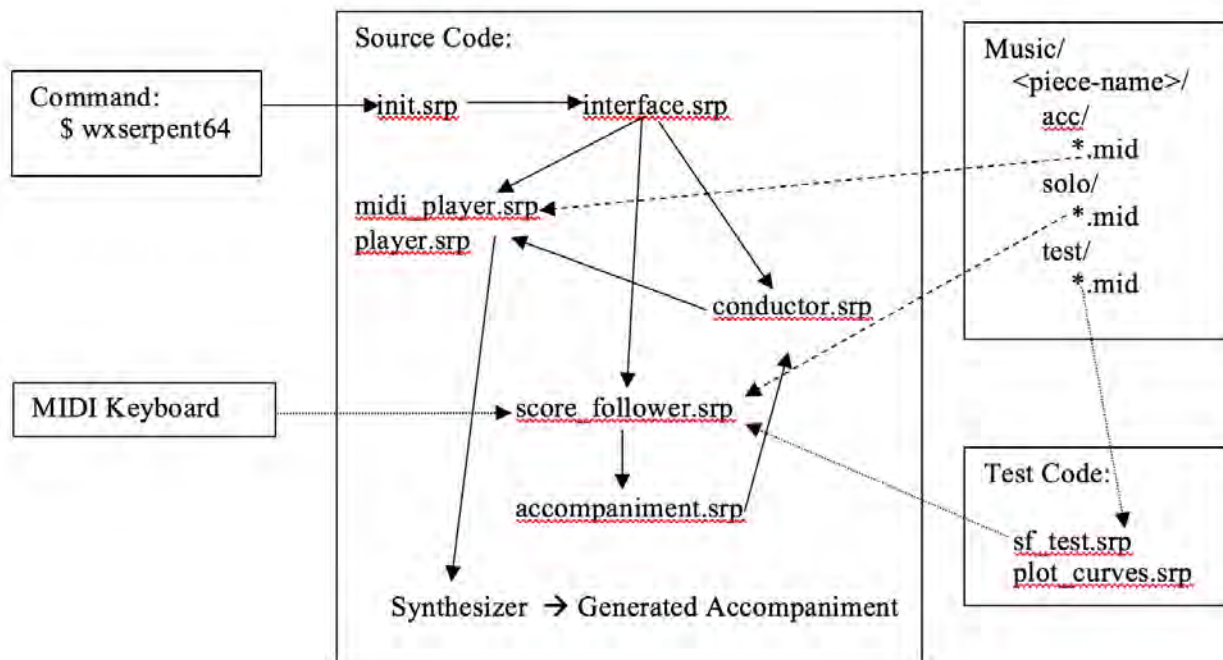 Command:
$ wxserpent64
MIDI Keyboard
Source Code:
init.srp
interface.srp
midi_player.srp
player.srp
conductor.srp
score_follower.srp
accompaniment.srp
Synthesizer → Generated Accompaniment
Music/
<piece-name>/
acc/
*.mid
solo/
*.mid
test/
*.mid
Test Code:
sf_test.srp
plot_curves.srp